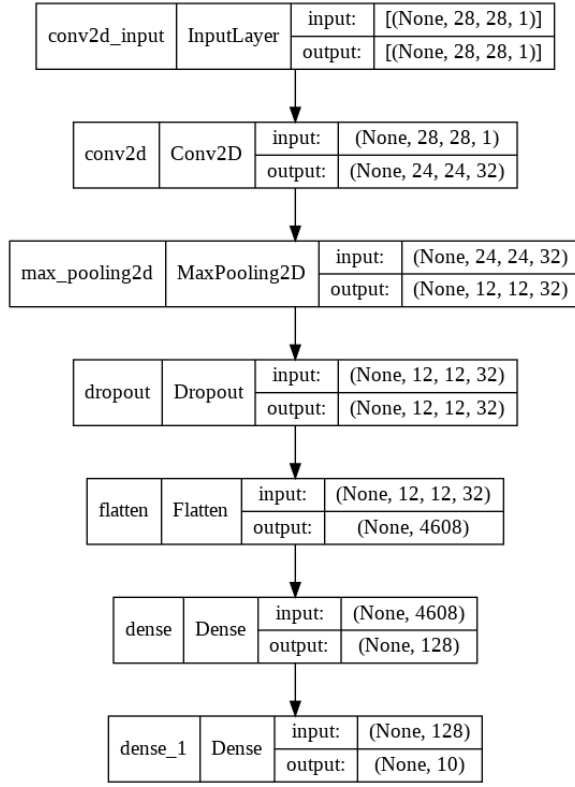 conv2d_input InputLayer input: [(None, 28, 28, 1)]
output: [(None, 28, 28, 1)]
conv2d Conv2D input: (None, 28, 28, 1)
output: (None, 24, 24, 32)
max_pooling2d MaxPooling2D input: (None, 24, 24, 32)
output: (None, 12, 12, 32)
dropout Dropout input: (None, 12, 12, 32)
output: (None, 12, 12, 32)
flatten Flatten input: (None, 12, 12, 32)
output: (None, 4608)
dense Dense input: (None, 4608)
output: (None, 128)
dense_1 Dense input: (None, 128)
output: (None, 10)